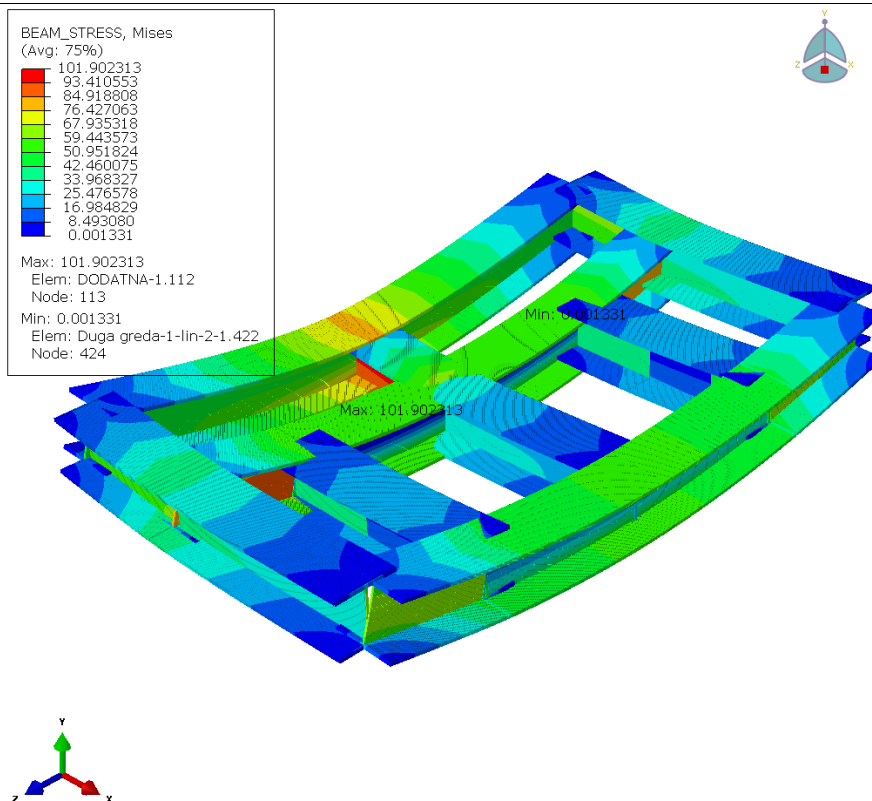 BEAM_STRESS, Mises
(Avg: 75%)
101.902313
93.410553
84.918808
76.427063
67.935318
59.443573
50.951824
42.460075
33.968327
25.476578
16.984829
8.493080
0.001331
Max: 101.902313
Elem: DODATNA-1.112
Node: 113
Min: 0.001331
Elem: Duga greda-1-lin-2-1.422
Node: 424
Y
Z
X
Min: 0.001331
Max: 101.902313
Y
Z
X